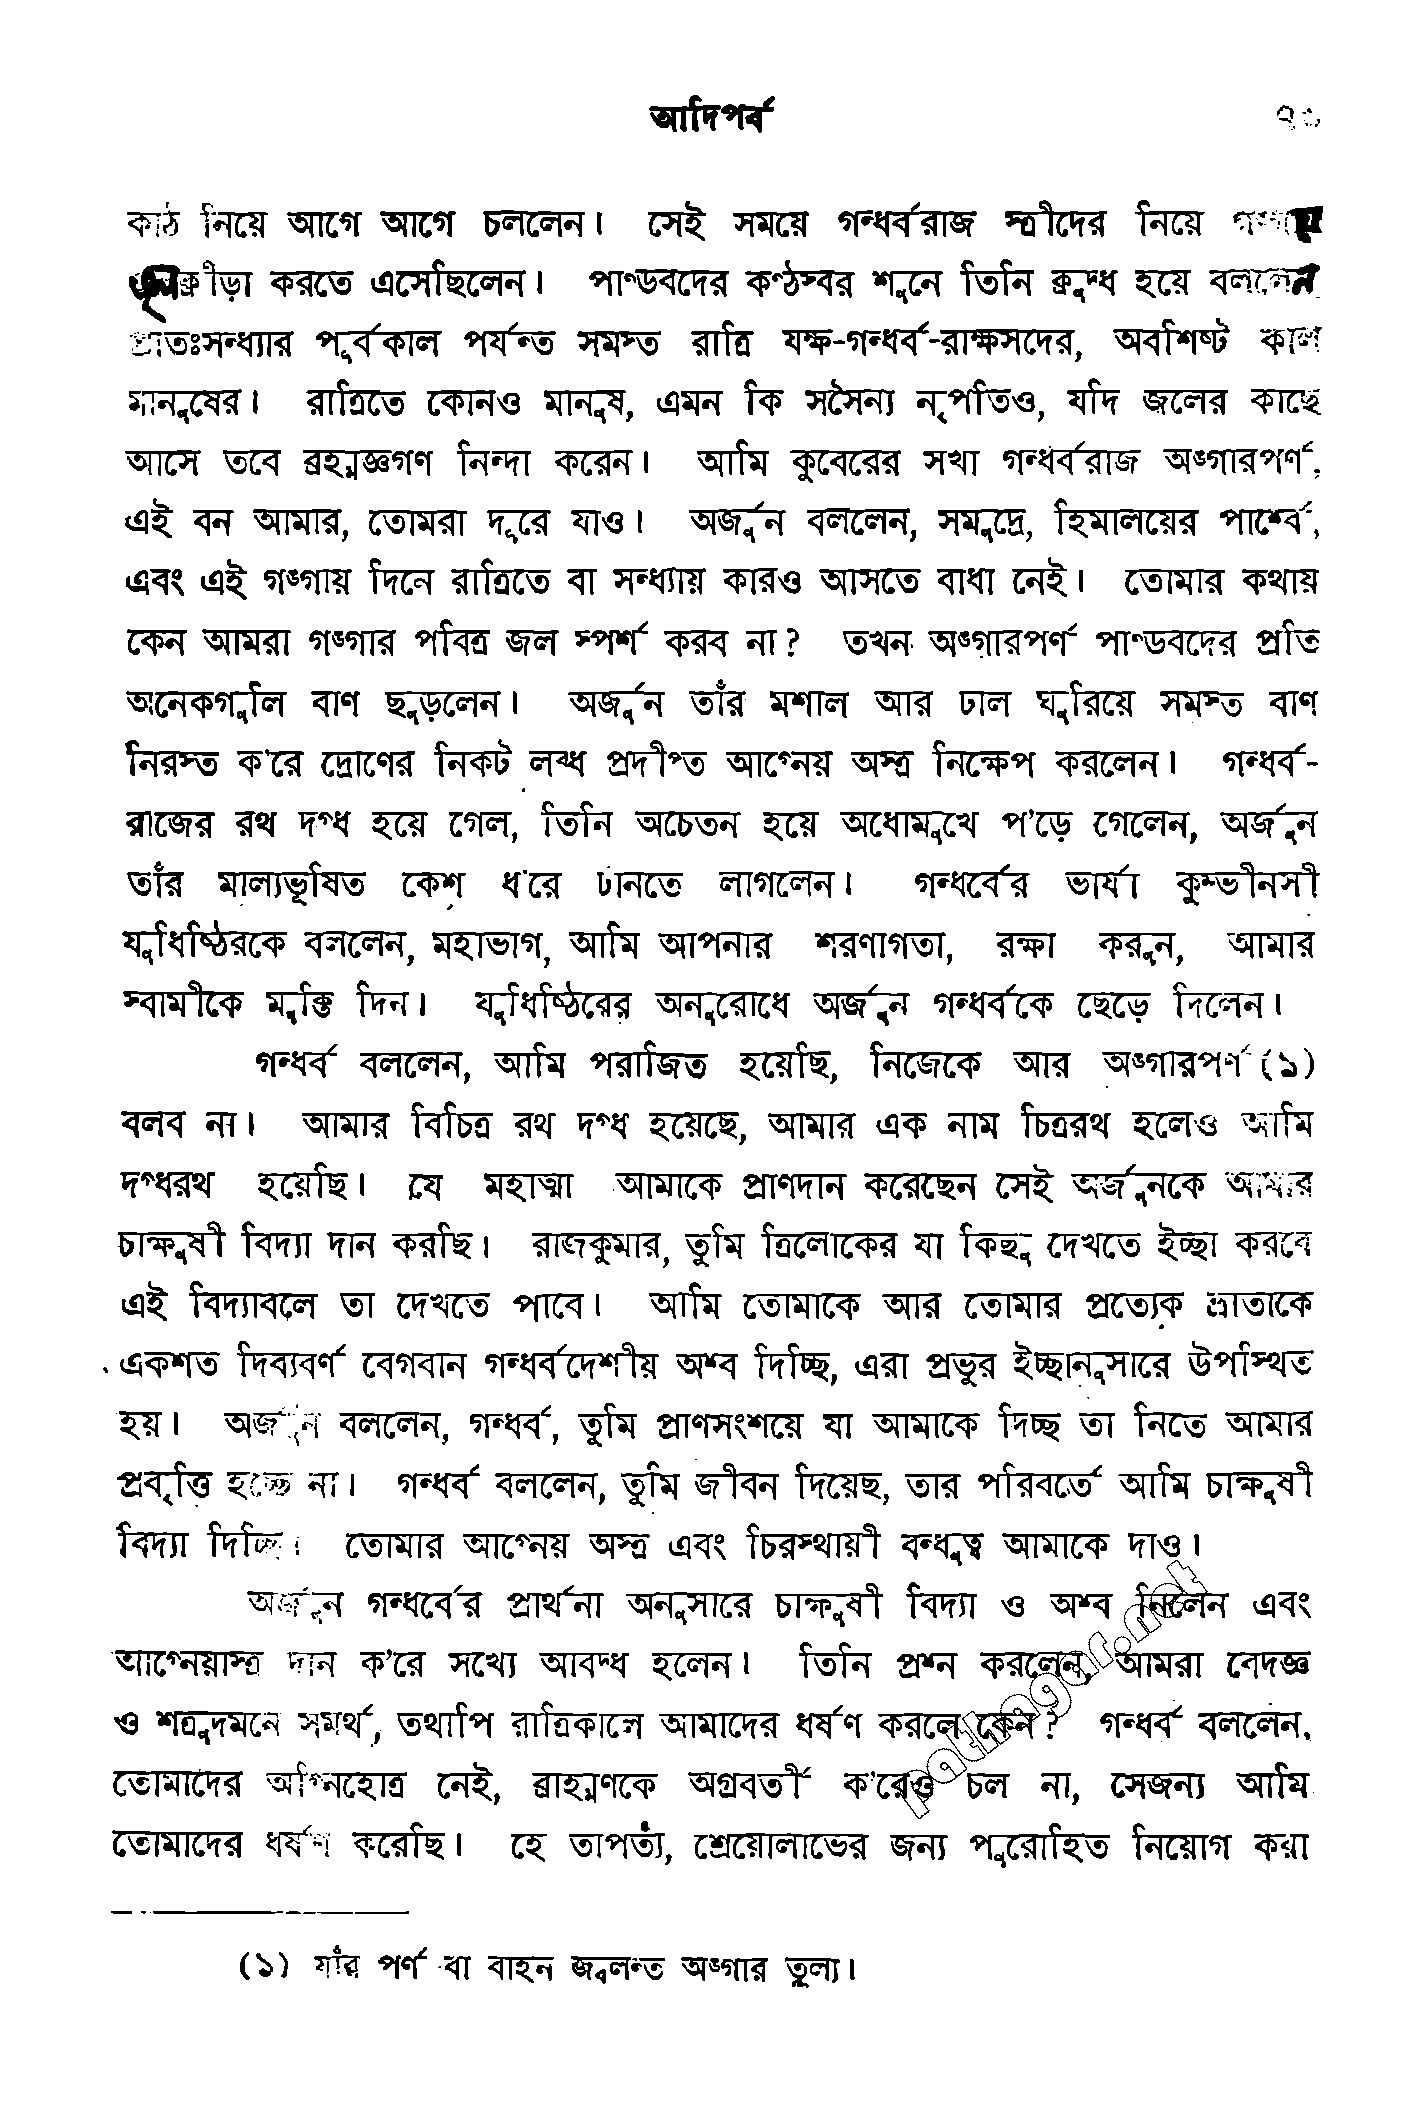 আদিপর্ব
কাঠ নিয়ে আগে আগে চললেন। সেই সময়ে গন্ধর্বরাজ স্ত্রীদের নিয়ে
করতে এসেছিলেন। পাণ্ডবদের কণ্ঠস্বর শুনে তিনি ক্রুদ্ধ হয়ে বললেন
প্রাতঃসন্ধ্যার পূর্বকাল পর্যন্ত সমস্ত রাত্রি যক্ষ-গন্ধর্ব-রাক্ষসদের, অবশিষ্ট কাল
মানুষের। রাত্রিতে কোনও মানুষ, এমন কি সসৈন্য নৃপতিও, যদি জলের কাছে
আসে তবে ব্রহ্মজ্ঞগণ নিন্দা করেন। আমি কুবেরের সখা গন্ধর্বরাজ অঙ্গারপর্ণ,
এই বন আমার, তোমরা দূরে যাও। অর্জুন বললেন, সমুদ্রে, হিমালয়ের পার্শ্বে,
এবং এই গঙ্গায় দিনে রাত্রিতে বা সন্ধ্যায় কারও আসতে বাধা নেই। তোমার কথায়
কেন আমরা গঙ্গার পবিত্র জল স্পর্শ করব না? তখন অঙ্গারপর্ণ পাণ্ডবদের প্রতি
অনেকগুলি বাণ ছুড়লেন। অর্জুন তাঁর মশাল আর ঢাল ঘুরিয়ে সমস্ত বাণ
নিরস্ত ক'রে দ্রোণের নিকট লব্ধ প্রদীপ্ত আগ্নেয় অস্ত্র নিক্ষেপ করলেন। গন্ধর্ব-
রাজের রথ দগ্ধ হয়ে গেল, তিনি অচেতন হয়ে অধোমুখে প'ড়ে গেলেন, অর্জুন
তাঁর মাল্যভূষিত কেশ ধ'রে টানতে লাগলেন। গন্ধর্বের ভার্যা কুম্ভীনসী
যুধিষ্ঠিরকে বললেন, মহাভাগ, আমি আপনার শরণাগতা, রক্ষা করুন, আমার
স্বামীকে মুক্তি দিন। যুধিষ্ঠিরের অনুরোধে অর্জুন গন্ধর্বকে ছেড়ে দিলেন।
গন্ধর্ব বললেন, আমি পরাজিত হয়েছি, নিজেকে আর অঙ্গারপর্ণ (১)
বলব না। আমার বিচিত্র রথ দগ্ধ হয়েছে, আমার এক নাম চিত্ররথ হলেও আমি
দগ্ধরথ হয়েছি। যে মহাত্মা আমাকে প্রাণদান করেছেন সেই অর্জুনকে আমার
চাক্ষুষী বিদ্যা দান করছি। রাজকুমার, তুমি ত্রিলোকের যা কিছু দেখতে ইচ্ছা করবে
এই বিদ্যাবলে তা দেখতে পাবে। আমি তোমাকে আর তোমার প্রত্যেক ভ্রাতাকে
একশত দিব্যবর্ণ বেগবান গন্ধর্বদেশীয় অশ্ব দিচ্ছি, এরা প্রভুর ইচ্ছানুসারে উপস্থিত
হয়। অর্জুন বললেন, গন্ধর্ব, তুমি প্রাণসংশয়ে যা আমাকে দিচ্ছ তা নিতে আমার
প্রবৃত্তি হচ্ছে না। গন্ধর্ব বললেন, তুমি জীবন দিয়েছ, তার পরিবর্তে আমি চাক্ষুষী
বিদ্যা দিচ্ছি। তোমার আগ্নেয় অস্ত্র এবং চিরস্থায়ী বন্ধুত্ব আমাকে দাও।
অর্জুন গন্ধর্বের প্রার্থনা অনুসারে চাক্ষুষী বিদ্যা ও অশ্ব নিলেন এবং
আগ্নেয়াস্ত্র দান ক'রে সখ্যে আবদ্ধ হলেন। তিনি প্রশ্ন করলেন, আমরা বেদজ্ঞ
ও শত্রুদমনে সমর্থ, তথাপি রাত্রিকালে আমাদের ধর্ষণ করলে কেন? গন্ধর্ব বললেন,
তোমাদের অগ্নিহোত্র নেই, ব্রাহ্মণকে অগ্রবর্তী ক'রেও চল না, সেজন্য আমি
তোমাদের ধর্ষণ করেছি। হে তাপত্য, শ্রেয়োলাভের জন্য পুরোহিত নিয়োগ করা
(১) যাঁর পর্ণ বা বাহন জ্বলন্ত অঙ্গার তুল্য।
pathagar.net